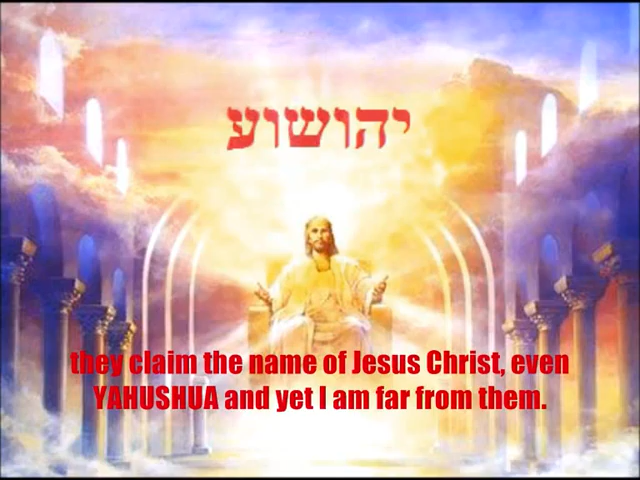 יהושוע
they claim the name of Jesus Christ, even
YAHUSHUA and yet I am far from them.